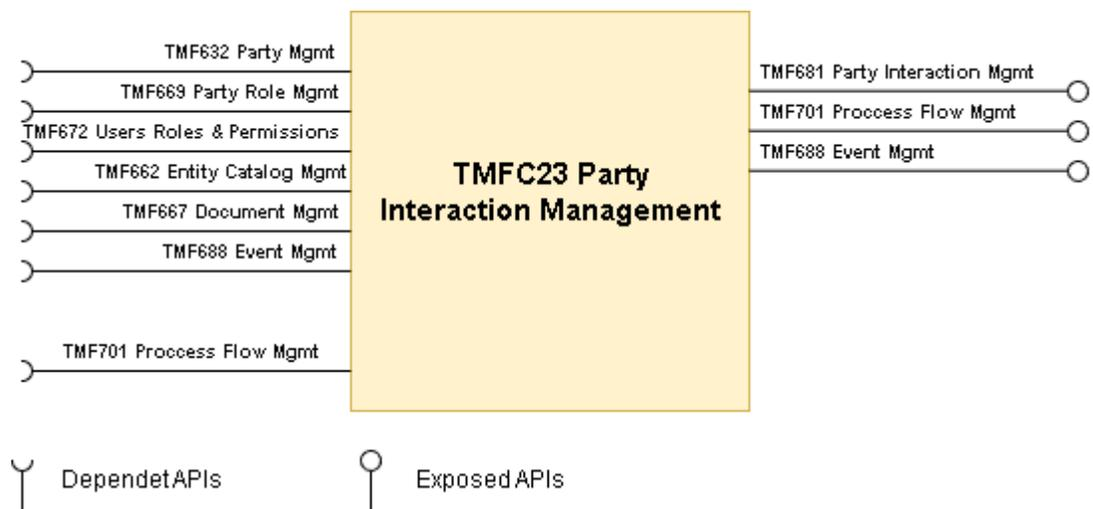 TMF632 Party Mgmt
TMF669 Party Role Mgmt
TMF672 Users Roles & Permissions
TMF662 Entity Catalog Mgmt
TMF667 Document Mgmt
TMF688 Event Mgmt
TMF701 Proccess Flow Mgmt
TMFC23 Party
Interaction Management
TMF681 Party Interaction Mgmt
TMF701 Proccess Flow Mgmt
TMF688 Event Mgmt
Dependet APIs
Exposed APIs